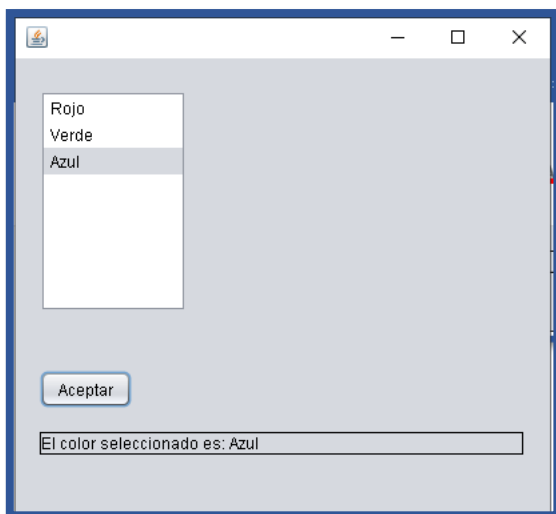 Rojo
Verde
Azul
Aceptar
El color seleccionado es: Azul